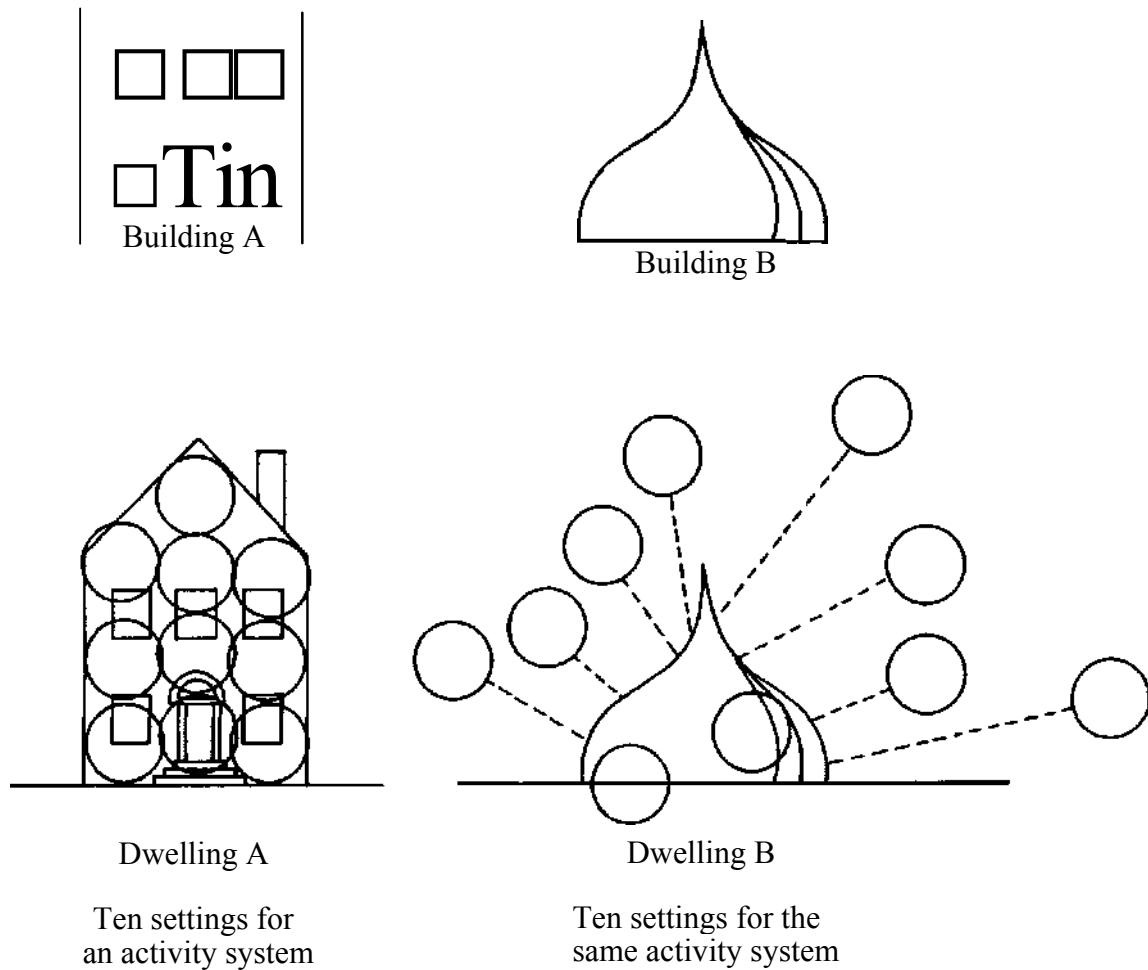 Tin
Building A
Building B
Dwelling A
Dwelling B
Ten settings for
an activity system
Ten settings for the
same activity system